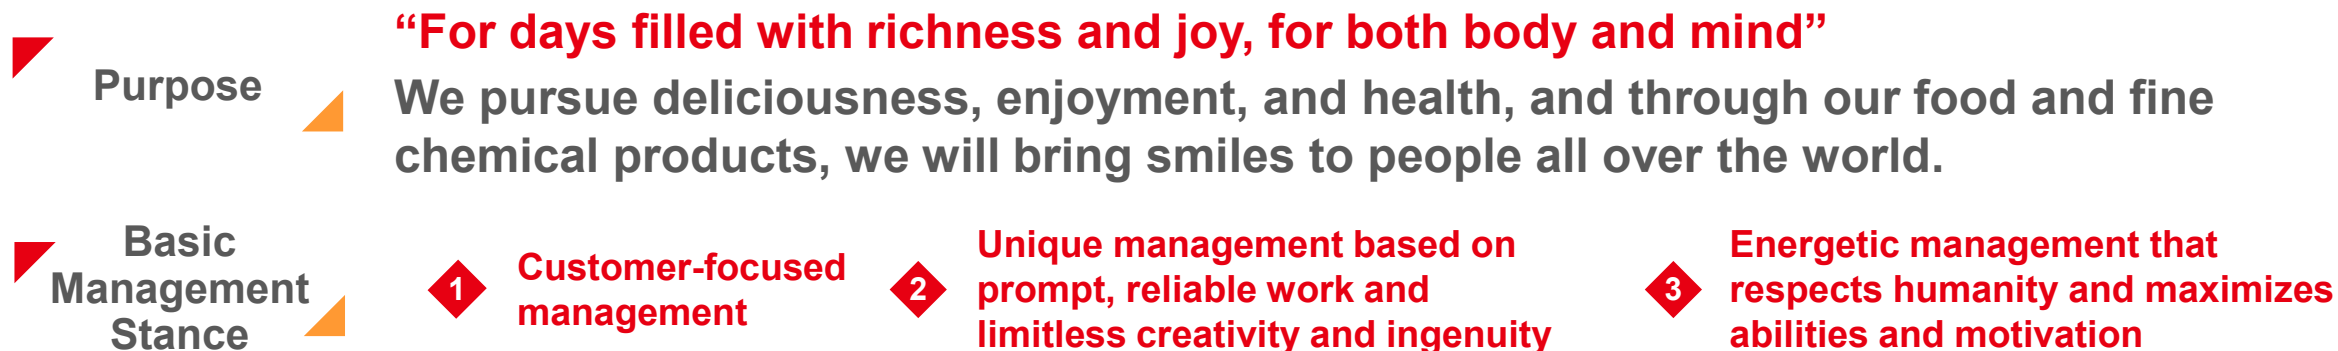 Purpose
“For days filled with richness and joy, for both body and mind”
We pursue deliciousness, enjoyment, and health, and through our food and fine
chemical products, we will bring smiles to people all over the world.
Basic
Management
Stance
1
Customer-focused
management
2
Unique management based on
prompt, reliable work and
limitless creativity and ingenuity
3
Energetic management that
respects humanity and maximizes
abilities and motivation